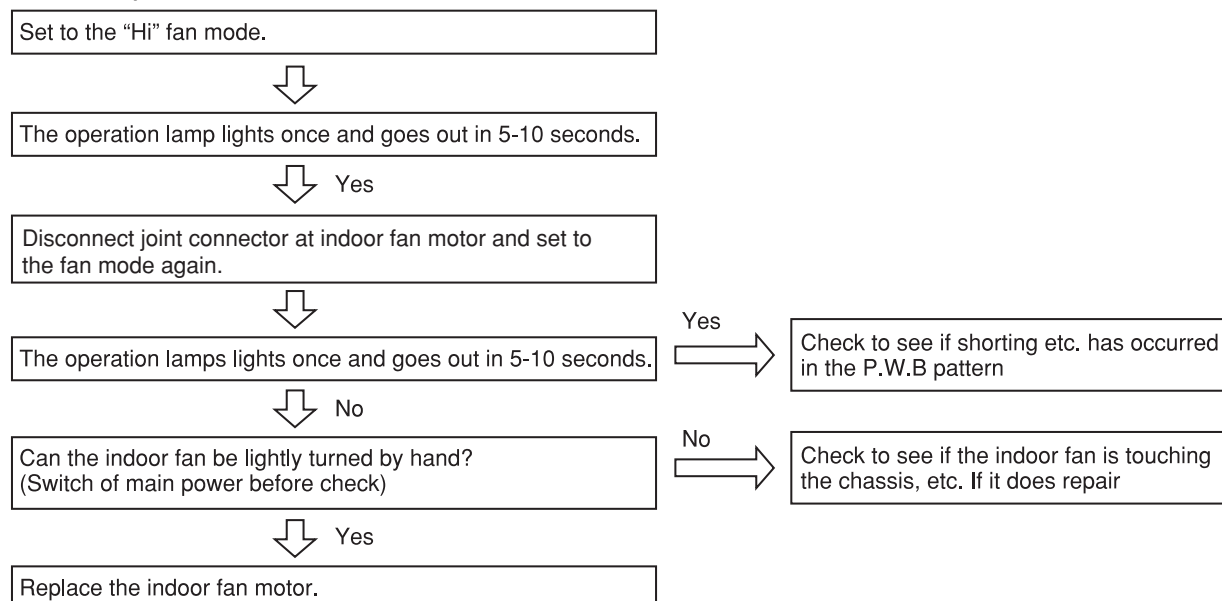 Set to the “Hi” fan mode.
The operation lamp lights once and goes out in 5-10 seconds.
Yes
Disconnect joint connector at indoor fan motor and set to
the fan mode again.
The operation lamps lights once and goes out in 5-10 seconds.
Yes
Check to see if shorting etc. has occurred
in the P.W.B pattern
No
Can the indoor fan be lightly turned by hand?
(Switch of main power before check)
No
Check to see if the indoor fan is touching
the chassis, etc. If it does repair
Yes
Replace the indoor fan motor.